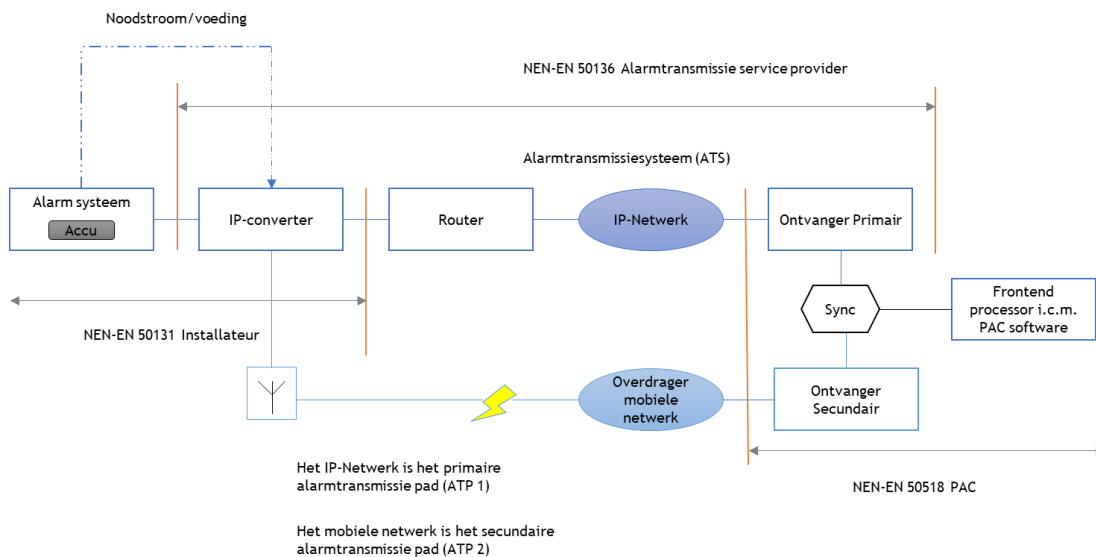 Noodstroom/voeding
NEN-EN 50136 Alarmtransmissie service provider
Alarmtransmissiesysteem (ATS)
Alarm systeem
Accu
IP-converter
Router
IP-Netwerk
Ontvanger Primair
Sync
Frontend
processor i.c.m.
PAC software
NEN-EN 50131 Installateur
Overdrager
mobiele
netwerk
Ontvanger
Secundair
Het IP-Netwerk is het primaire
alarmtransmissie pad (ATP 1)
NEN-EN 50518 PAC
Het mobiele netwerk is het secundaire
alarmtransmissie pad (ATP 2)